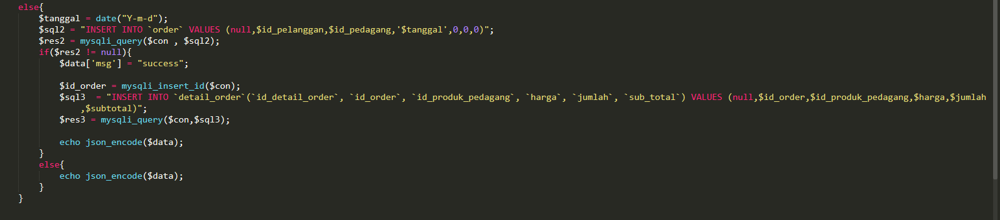 else{
$tanggal = date("Y-m-d");
$sql2 = "INSERT INTO `order` VALUES (null,$id_pelanggan,$id_pedagang,'$tanggal',0,0,0)";
$res2 = mysqli_query($con , $sql2);
if($res2 != null){
$data['msg'] = "success";
$id_order = mysqli_insert_id($con);
$sql3  = "INSERT INTO `detail_order`(`id_detail_order`, `id_order`, `id_produk_pedagang`, `harga`, `jumlah`, `sub_total`) VALUES (null,$id_order,$id_produk_pedagang,$harga,$jumlah
,$subtotal)";
$res3 = mysqli_query($con,$sql3);
echo json_encode($data);
}
else{
echo json_encode($data);
}
}